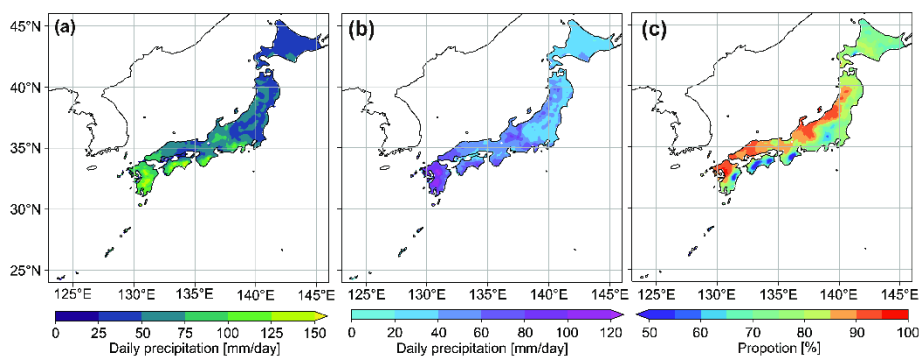 (a) (b) (c)
45°N
40°N
35°N
30°N
25°N
125°E 130°E 135°E 140°E 145°E 125°E 130°E 135°E 140°E 145°E 125°E 130°E 135°E 140°E 145°E
0 25 50 75 100 125 150 0 20 40 60 80 100 120 50 60 70 80 90 100
Daily precipitation [mm/day] Daily precipitation [mm/day] Propotion [%]